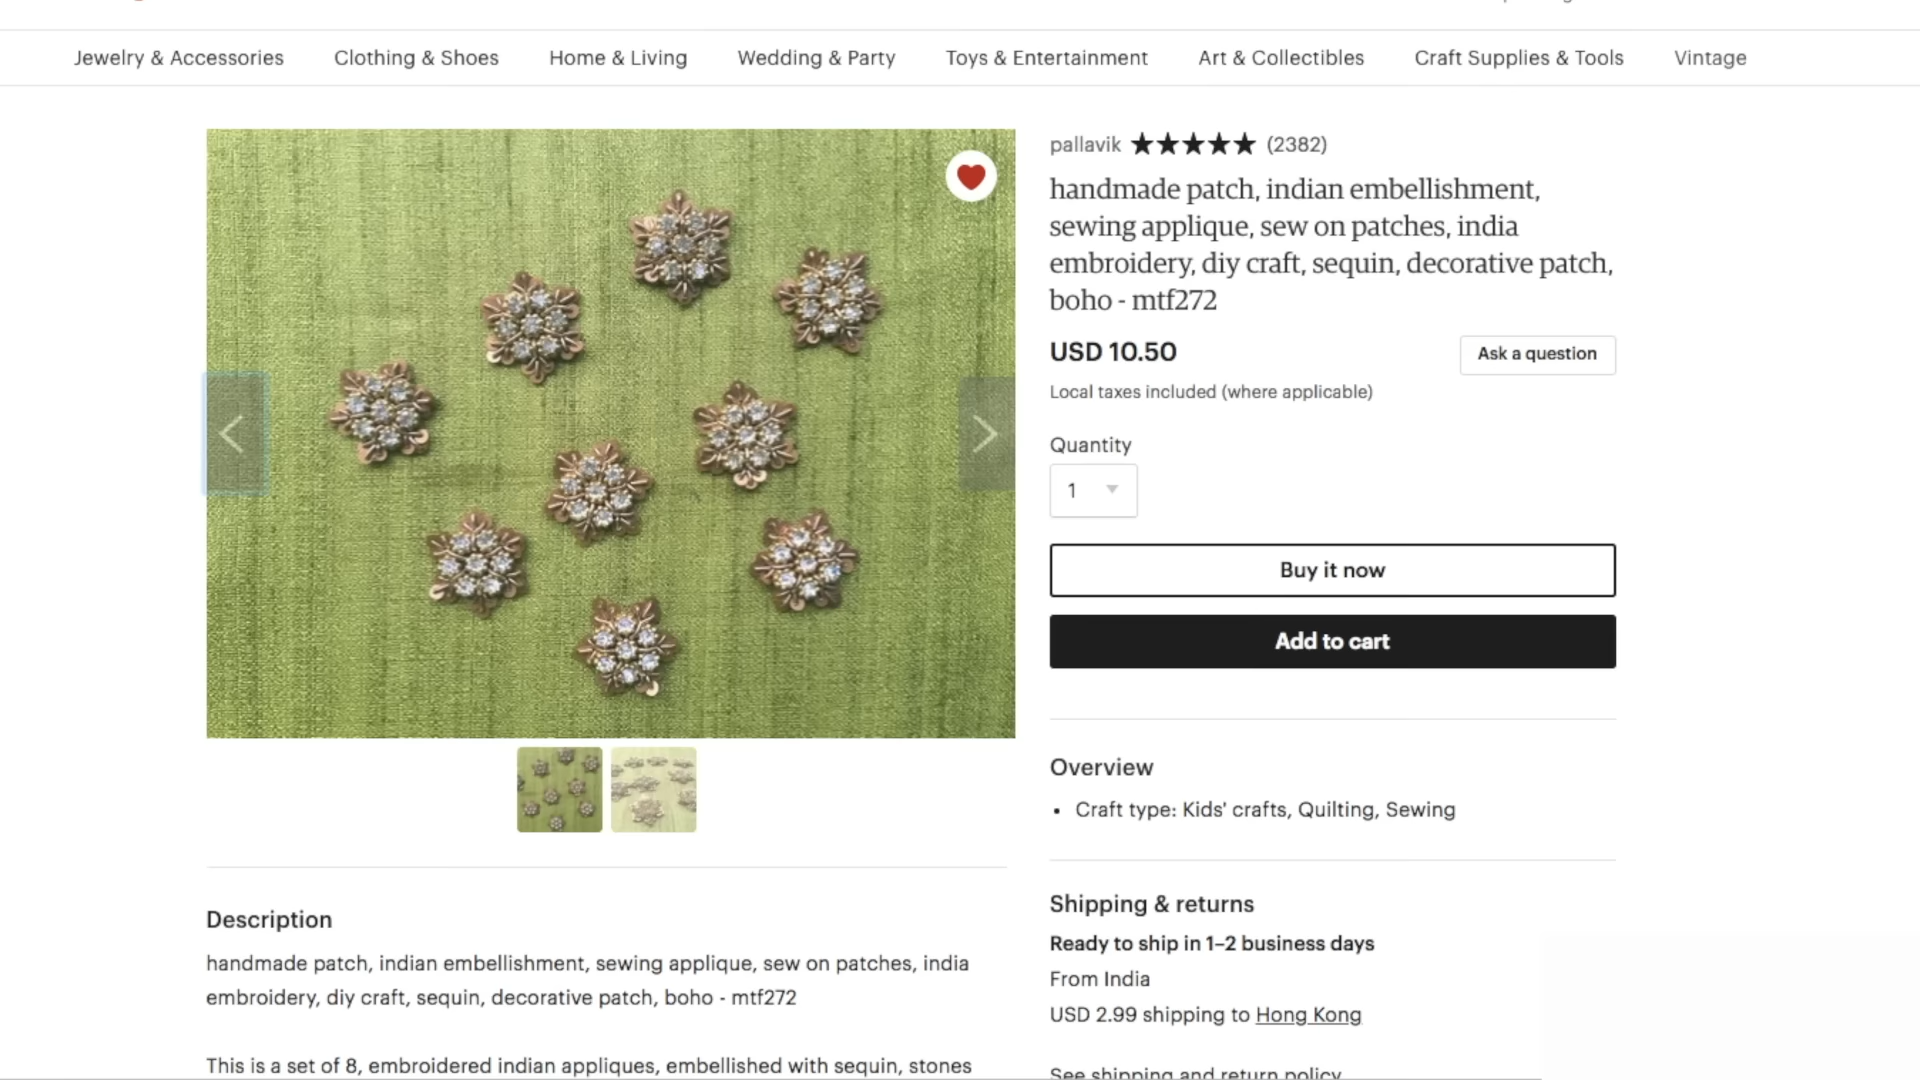 Jewelry & Accessories
Clothing & Shoes
Home & Living
Wedding & Party
Toys & Entertainment
Art & Collectibles
Craft Supplies & Tools
Vintage
pallavik ★★★★★ (2382)
handmade patch, indian embellishment,
sewing applique, sew on patches, india
embroidery, diy craft, sequin, decorative patch,
boho - mtf272
USD 10.50
Ask a question
Local taxes included (where applicable)
Quantity
1
Buy it now
Add to cart
Overview
• Craft type: Kids' crafts, Quilting, Sewing
Shipping & returns
Ready to ship in 1–2 business days
From India
USD 2.99 shipping to Hong Kong
See shipping and return policy
Description
handmade patch, indian embellishment, sewing applique, sew on patches, india
embroidery, diy craft, sequin, decorative patch, boho - mtf272
This is a set of 8, embroidered indian appliques, embellished with sequin, stones